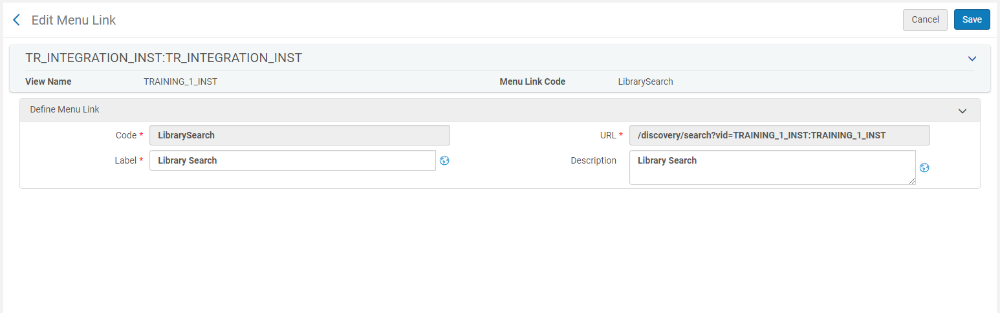 Edit Menu Link
Cancel
Save
TR_INTEGRATION_INST:TR_INTEGRATION_INST
View Name TRAINING_1_INST Menu Link Code LibrarySearch
Define Menu Link
Code * LibrarySearch URL * /discovery/search?vid=TRAINING_1_INST:TRAINING_1_INST
Label * Library Search Description Library Search